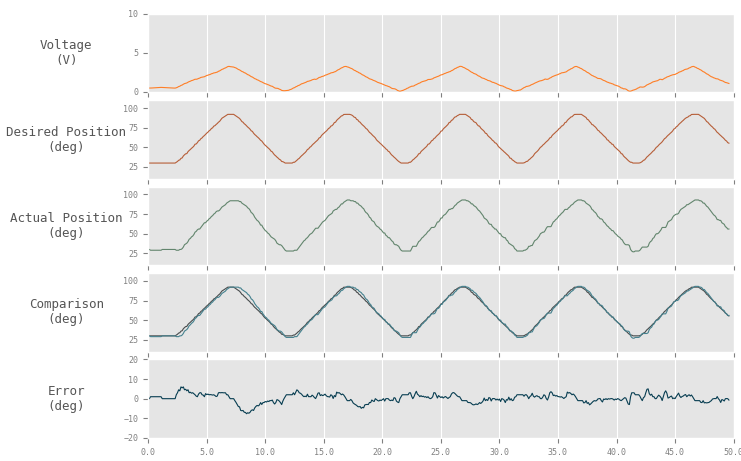 Voltage
(V)
10
5
0
Desired Position
(deg)
100
75
50
25
Actual Position
(deg)
100
75
50
25
Comparison
(deg)
100
75
50
25
Error
(deg)
20
10
0
−10
−20
0.0 5.0 10.0 15.0 20.0 25.0 30.0 35.0 40.0 45.0 50.0